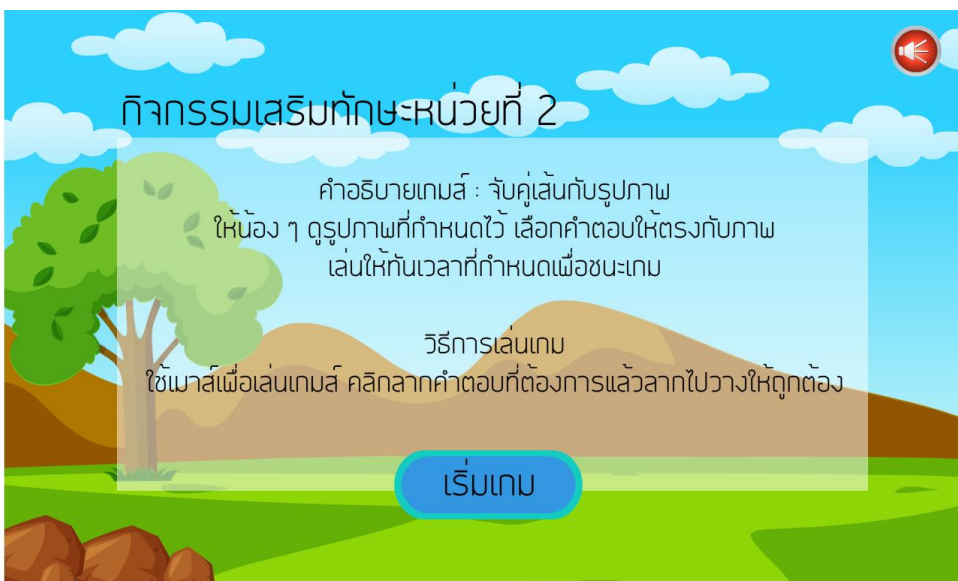 กิจกรรมเสริมทักษะหน่วยที่ 2
คำอธิบายเกมส์ : จับคู่เส้นกับรูปภาพ
ให้น้อง ๆ ดูรูปภาพที่กำหนดไว้ เลือกคำตอบให้ตรงกับภาพ
เล่นให้ทันเวลาที่กำหนดเพื่อชนะเกม
วิธีการเล่นเกม
ใช้เมาส์เพื่อเล่นเกมส์ คลิกลากคำตอบที่ต้องการแล้วลากไปวางให้ถูกต้อง
เริ่มเกม